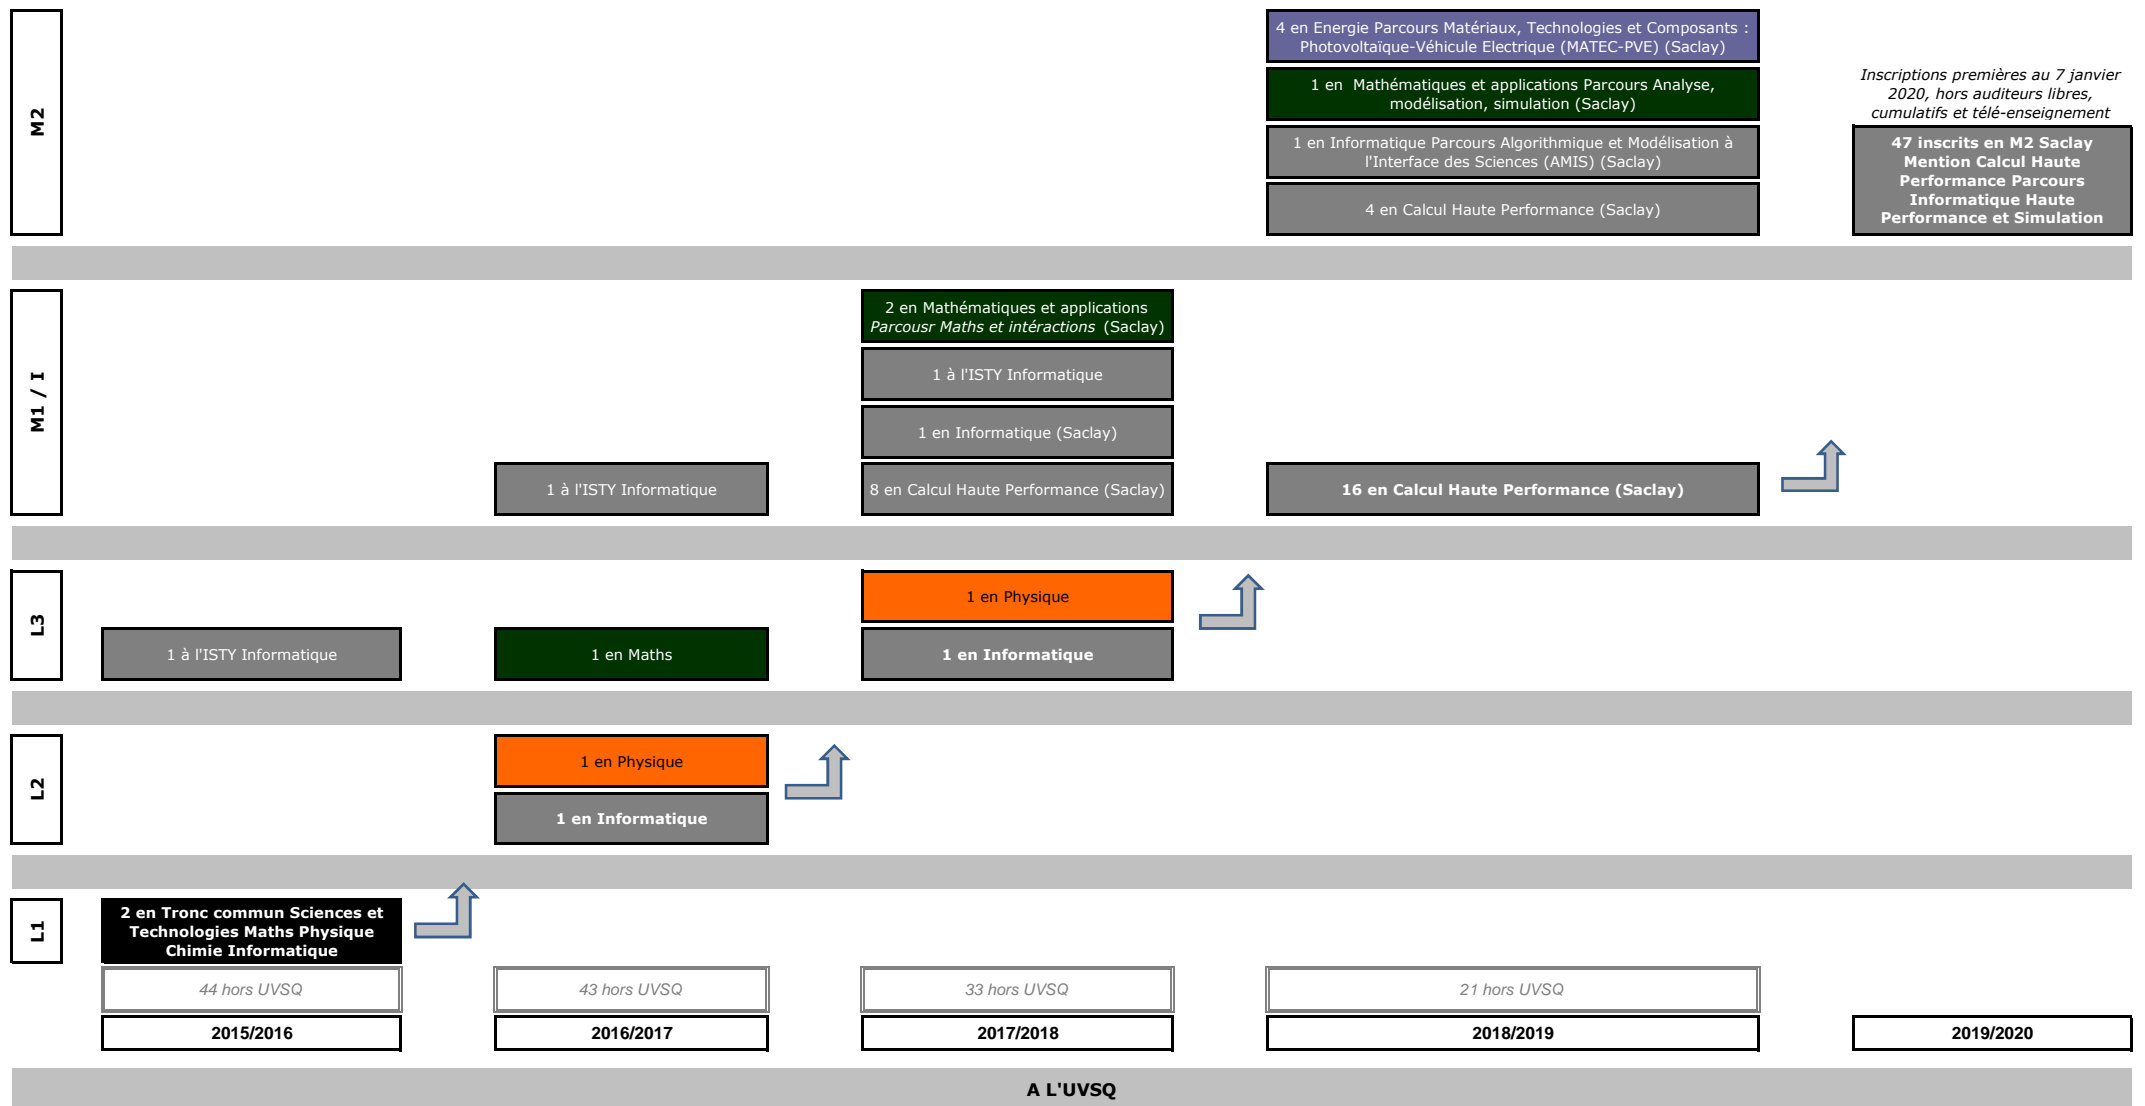 M2
4 en Energie Parcours Matériaux, Technologies et Composants :
Photovoltaïque-Véhicule Electrique (MATEC-PVE) (Saclay)
1 en  Mathématiques et applications Parcours Analyse,
modélisation, simulation (Saclay)
1 en Informatique Parcours Algorithmique et Modélisation à
l'Interface des Sciences (AMIS) (Saclay)
4 en Calcul Haute Performance (Saclay)
Inscriptions premières au 7 janvier
2020, hors auditeurs libres,
cumulatifs et télé-enseignement
47 inscrits en M2 Saclay
Mention Calcul Haute
Performance Parcours
Informatique Haute
Performance et Simulation
M1 / I
1 à l'ISTY Informatique
2 en Mathématiques et applications
Parcousr Maths et intéractions (Saclay)
1 à l'ISTY Informatique
1 en Informatique (Saclay)
8 en Calcul Haute Performance (Saclay)
16 en Calcul Haute Performance (Saclay)
L3
1 à l'ISTY Informatique
1 en Maths
1 en Physique
1 en Informatique
L2
1 en Physique
1 en Informatique
L1
2 en Tronc commun Sciences et
Technologies Maths Physique
Chimie Informatique
44 hors UVSQ
43 hors UVSQ
33 hors UVSQ
21 hors UVSQ
2015/2016
2016/2017
2017/2018
2018/2019
2019/2020
A L'UVSQ